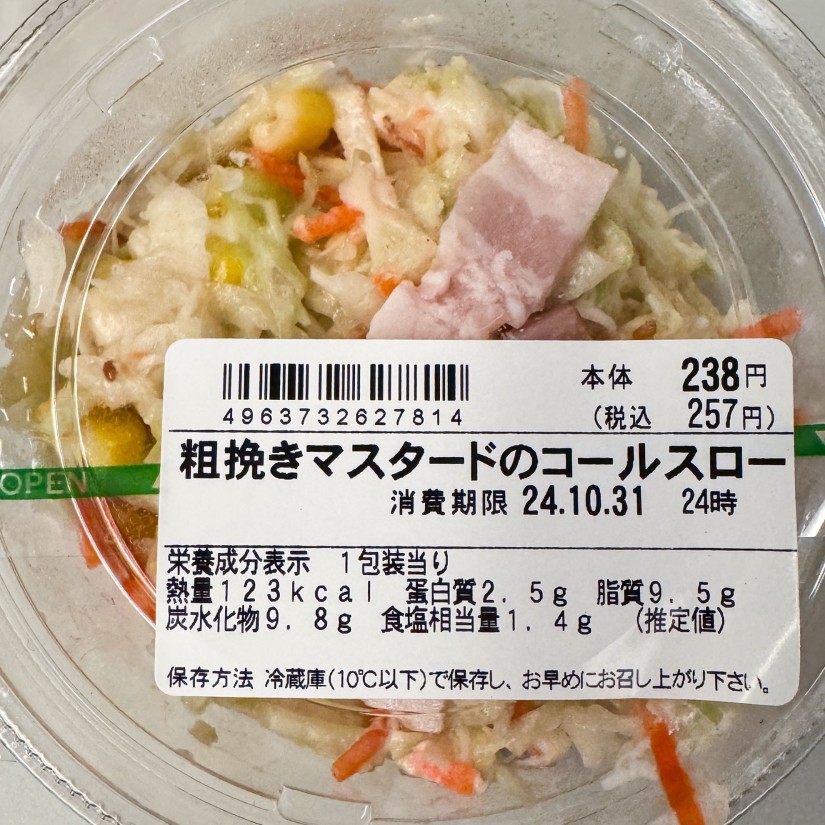 本体 238円
4963732627814
(税込 257円)
粗挽きマスタードのコールスロー
OPEN
消費期限 24.10.31 24時
栄養成分表示 1包装当り
熱量123kcal 蛋白質2.5g 脂質9.5g
炭水化物9.8g 食塩相当量1.4g (推定値)
保存方法 冷蔵庫(10℃以下)で保存し、お早めにお召し上がり下さい。